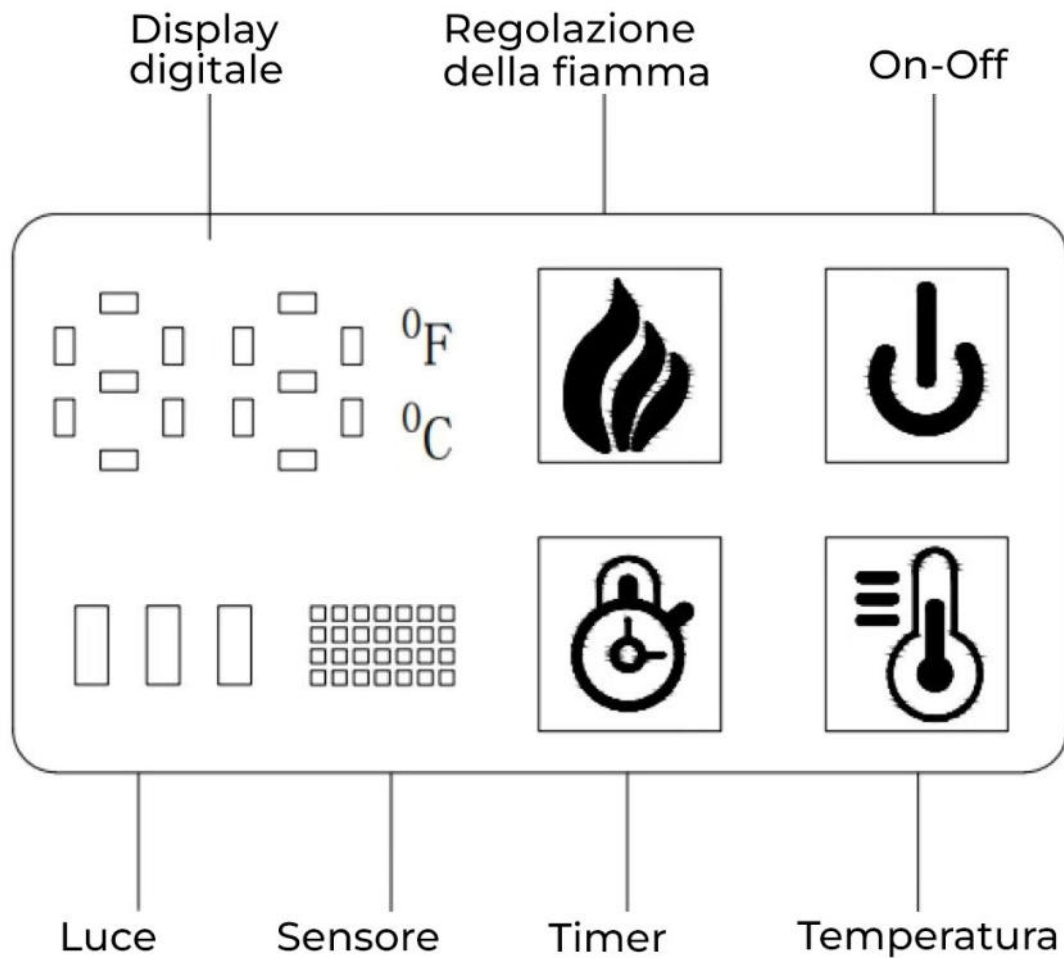 Display
digitale
Regolazione
della fiamma
On-Off
⁰F
⁰C
Luce
Sensore
Timer
Temperatura